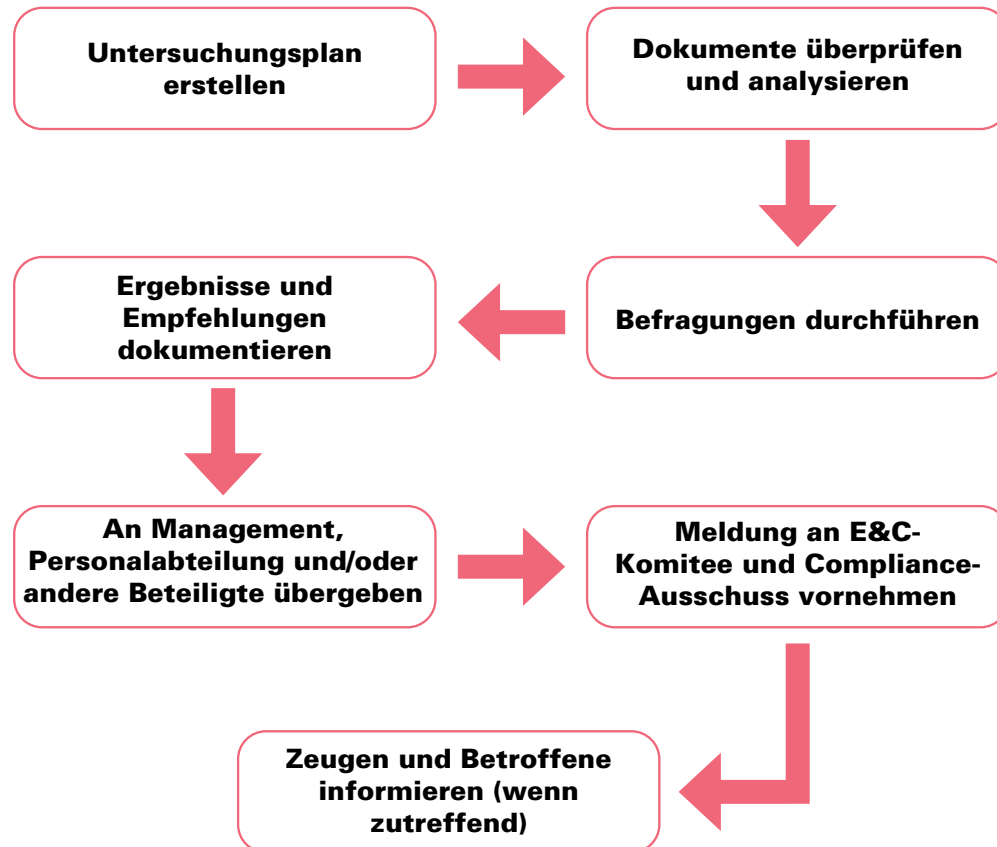 Untersuchungsplan
erstellen
Dokumente überprüfen
und analysieren
Befragungen durchführen
Ergebnisse und
Empfehlungen
dokumentieren
An Management,
Personalabteilung und/oder
andere Beteiligte übergeben
Meldung an E&C-
Komitee und Compliance-
Ausschuss vornehmen
Zeugen und Betroffene
informieren (wenn
zutreffend)